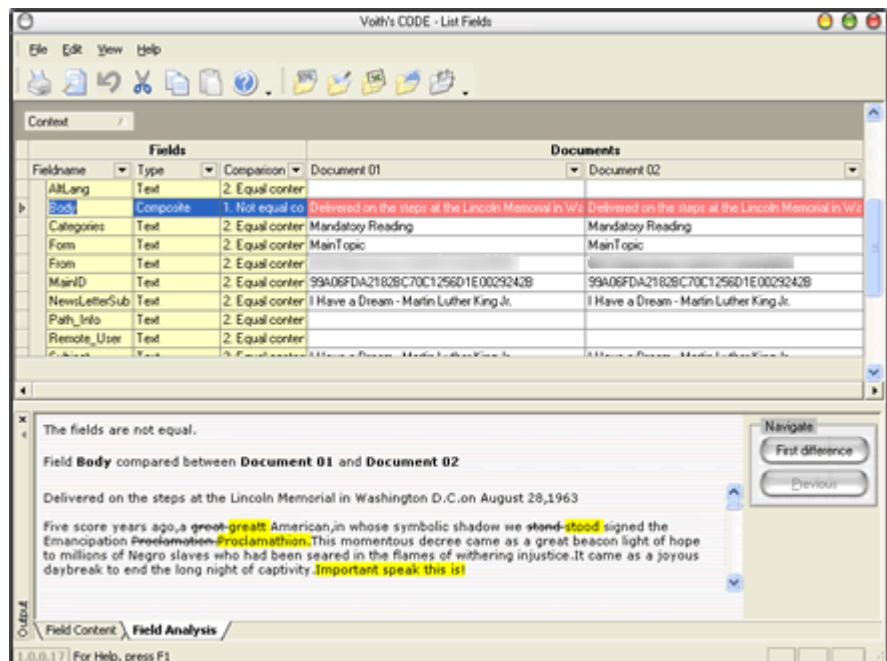 Voith's CODE - List Fields
File Edit View Help
Context
Fields Documents
Fieldname Type Comparison Document 01 Document 02
AltLang Text 2. Equal conter
Body Composite 1. Not equal co Delivered on the steps at the Lincoln Memorial in Wa Delivered on the steps at the Lincoln Memorial in Wa
Categories Text 2. Equal conter Mandatory Reading Mandatory Reading
Form Text 2. Equal conter MainTopic MainTopic
From Text 2. Equal conter
MainID Text 2. Equal conter 99A06FDA2182BC70C1256D1E0029242B 99A06FDA2182BC70C1256D1E0029242B
NewsLetterSub Text 2. Equal conter I Have a Dream - Martin Luther King Jr. I Have a Dream - Martin Luther King Jr.
Path_Info Text 2. Equal conter
Remote_User Text 2. Equal conter
The fields are not equal.
Field Body compared between Document 01 and Document 02
Delivered on the steps at the Lincoln Memorial in Washington D.C.on August 28,1963
Five score years ago,a great greatt American,in whose symbolic shadow we stand stood signed the
Emancipation Proclamation Proclamathion.This momentous decree came as a great beacon light of hope
to millions of Negro slaves who had been seared in the flames of withering injustice.It came as a joyous
daybreak to end the long night of captivity.Important speak this is!
Navigate
First difference
Previous
Output
Field Content Field Analysis
1.0.0.17 For Help, press F1